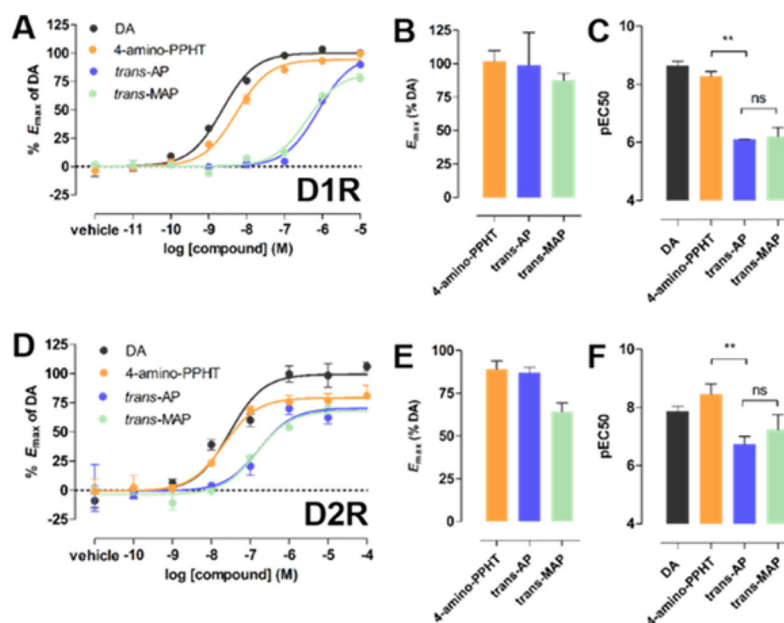 A
DA
4-amino-PPHT
trans-AP
trans-MAP
% Emax of DA
125
100
75
50
25
0
-25
D1R
vehicle -11 -10 -9 -8 -7 -6 -5
log [compound] (M)
B
Emax (% DA)
125
100
75
50
25
0
4-amino-PPHT
trans-AP
trans-MAP
C
pEC50
10
8
6
4
**
ns
DA
4-amino-PPHT
trans-AP
trans-MAP
D
DA
4-amino-PPHT
trans-AP
trans-MAP
% Emax of DA
125
100
75
50
25
0
-25
D2R
vehicle -10 -9 -8 -7 -6 -5 -4
log [compound] (M)
E
Emax (% DA)
100
75
50
25
0
4-amino-PPHT
trans-AP
trans-MAP
F
pEC50
10
8
6
4
**
ns
DA
4-amino-PPHT
trans-AP
trans-MAP